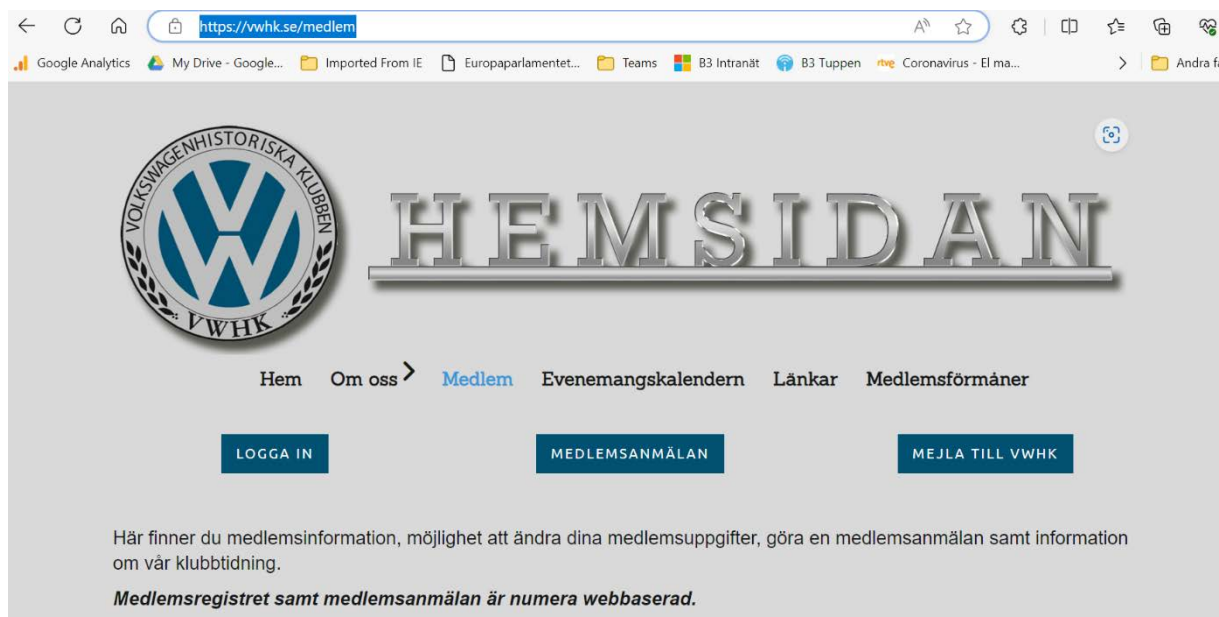 https://vwhk.se/medlem
Google Analytics My Drive - Google... Imported From IE Europaparlamentet... Teams B3 Intranät B3 Tuppen rtve Coronavirus - El ma... Andra fa
VOLKSWAGENHISTORISKA KLUBBEN
VWHK
HEMSIDAN
Hem Om oss Medlem Evenemangskalendern Länkar Medlemsförmåner
LOGGA IN MEDLEMSANMÄLAN MEJLA TILL VWHK
Här finner du medlemsinformation, möjlighet att ändra dina medlemsuppgifter, göra en medlemsanmälan samt information
om vår klubbtidning.
Medlemsregistret samt medlemsanmälan är numera webbaserad.